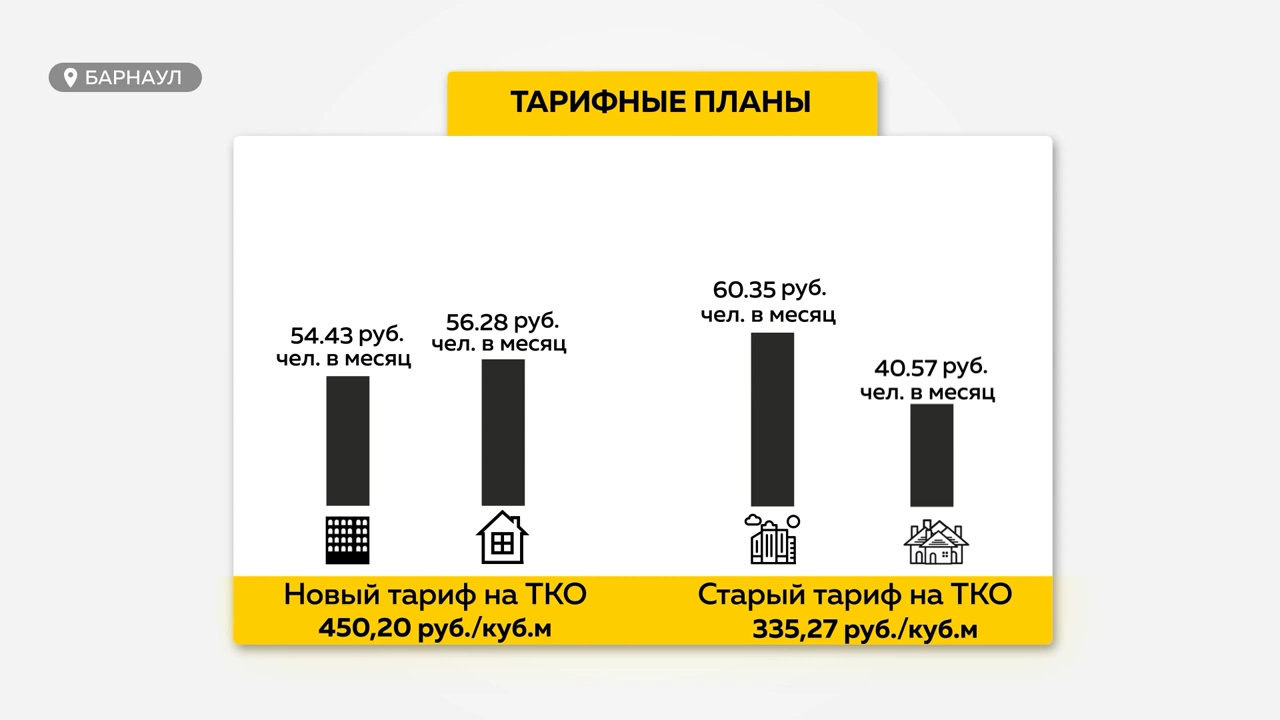 БАРНАУЛ
ТАРИФНЫЕ ПЛАНЫ
54.43 руб.
чел. в месяц
56.28 руб.
чел. в месяц
60.35 руб.
чел. в месяц
40.57 руб.
чел. в месяц
Новый тариф на ТКО
450,20 руб./куб.м
Старый тариф на ТКО
335,27 руб./куб.м